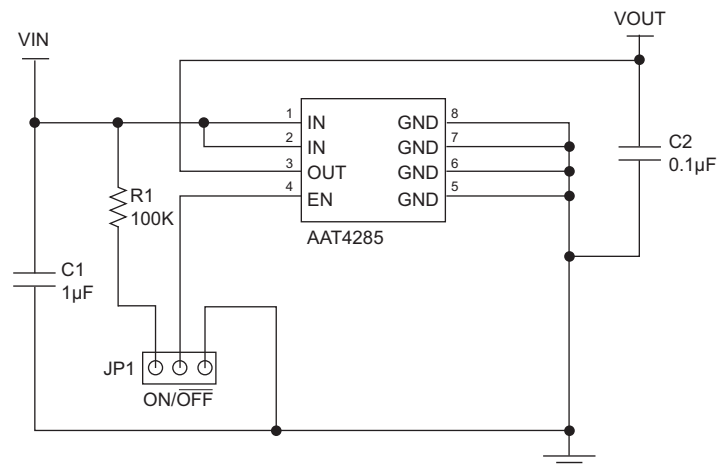 VIN
VOUT
1 IN GND 8
2 IN GND 7
3 OUT GND 6
4 EN GND 5
AAT4285
R1
100K
C2
0.1µF
C1
1µF
JP1
ON/OFF